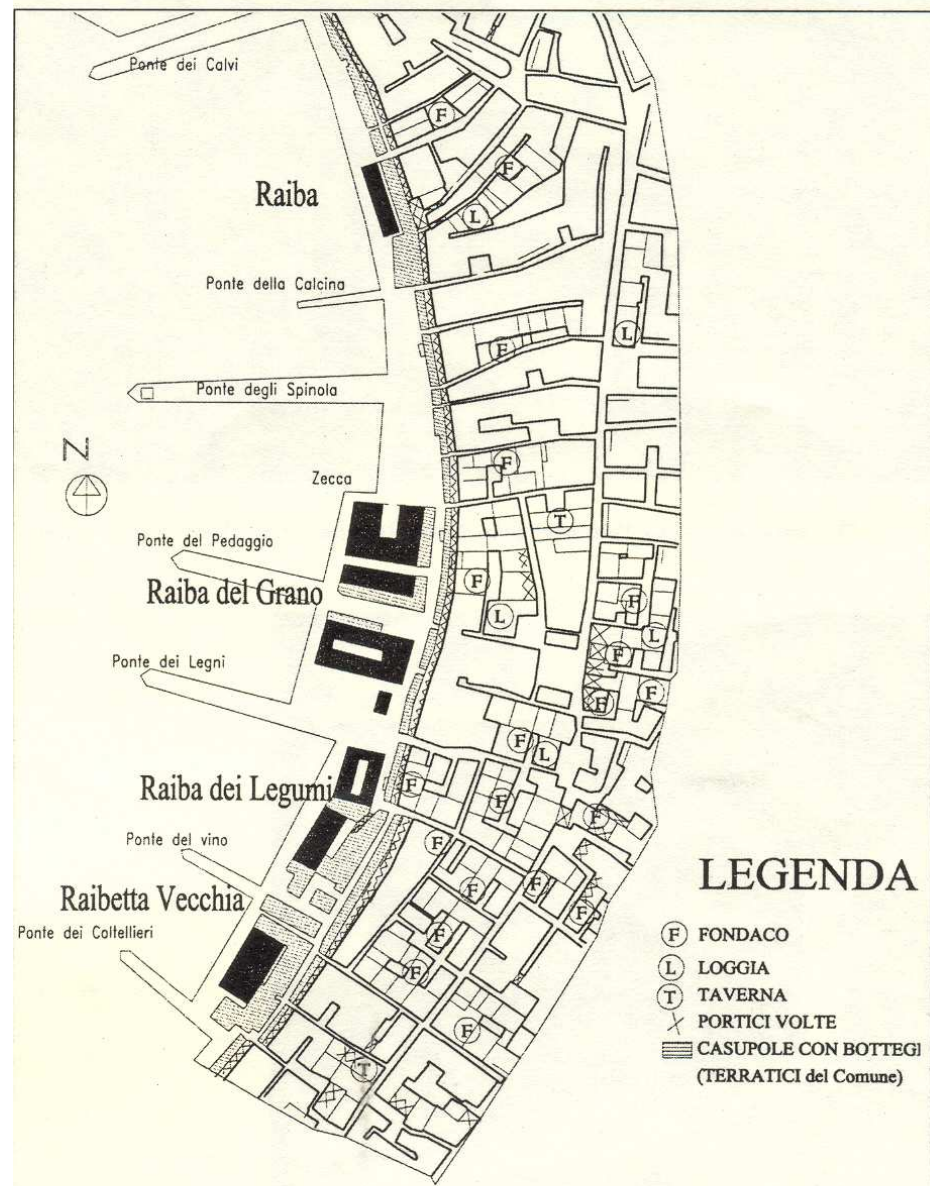 Ponte dei Calvi
F
F
Raiba
L
Ponte della Calcina
L
F
Ponte degli Spinola
N
F
Zecca
T
Ponte del Pedaggio
F
Raiba del Grano
F
L
L
F
Ponte dei Legni
F
F
F
L
Raiba dei Legumi
F
F
F
Ponte del vino
F
F
Raibetta Vecchia
F
F
Ponte dei Coltellieri
F
F
F
T
LEGENDA
F FONDACO
L LOGGIA
T TAVERNA
PORTICI VOLTE
CASUPOLE CON BOTTEGI
(TERRATICI del Comune)